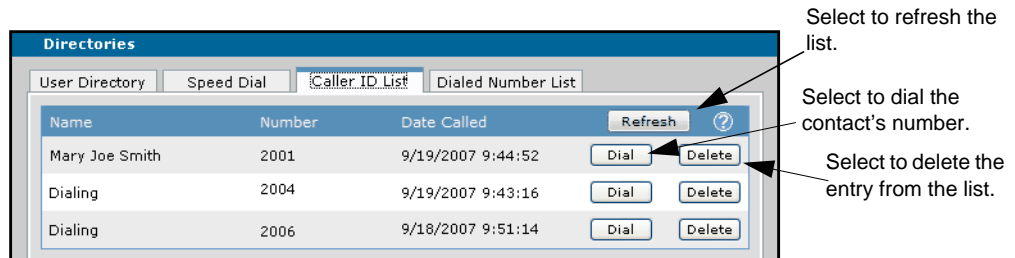 Select to refresh the
list.
Directories
User Directory Speed Dial Caller ID List Dialed Number List
Name Number Date Called Refresh ?
Select to dial the
contact's number.
Mary Joe Smith 2001 9/19/2007 9:44:52 Dial Delete
Select to delete the
entry from the list.
Dialing 2004 9/19/2007 9:43:16 Dial Delete
Dialing 2006 9/18/2007 9:51:14 Dial Delete